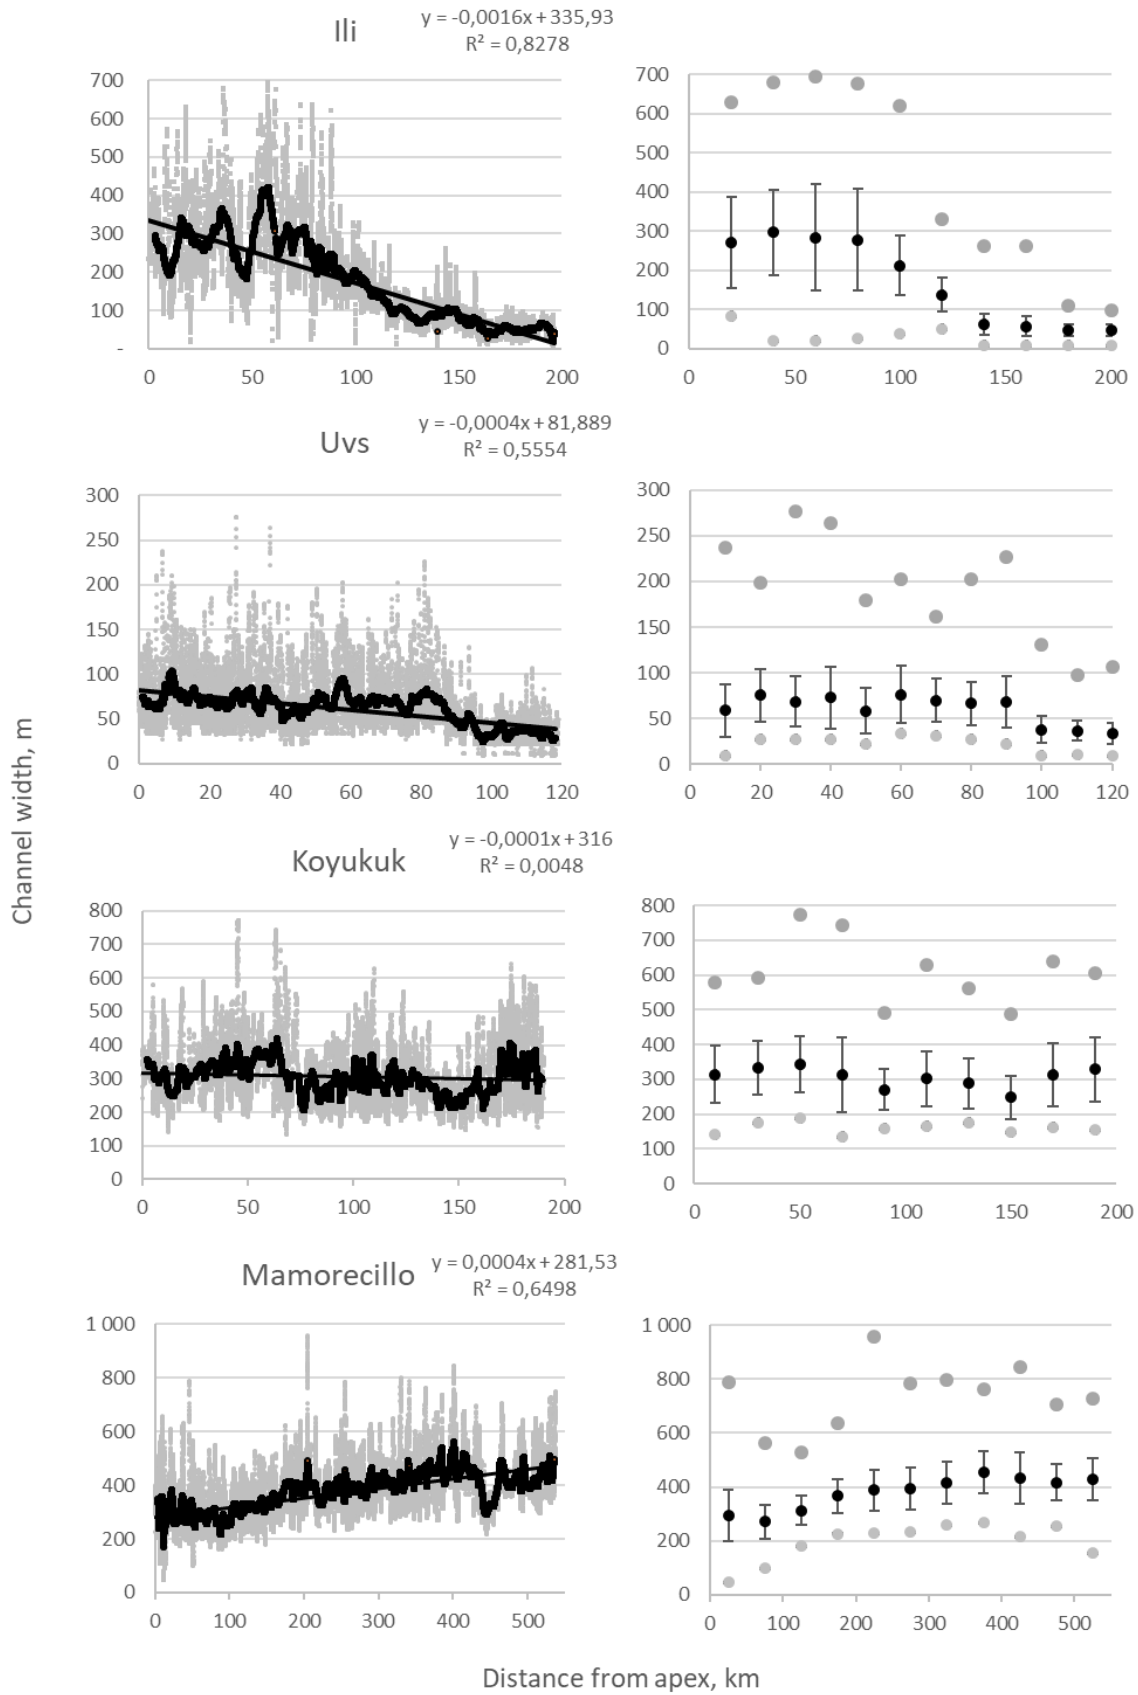 Ili
y = -0,0016x + 335,93
R² = 0,8278
700
600
500
400
300
200
100
-
0 50 100 150 200
700
600
500
400
300
200
100
0
0 50 100 150 200
Uvs
y = -0,0004x + 81,889
R² = 0,5554
300
250
200
150
100
50
0
0 20 40 60 80 100 120
300
250
200
150
100
50
0
0 20 40 60 80 100 120
Channel width, m
Koyukuk
y = -0,0001x + 316
R² = 0,0048
800
700
600
500
400
300
200
100
0
0 50 100 150 200
800
700
600
500
400
300
200
100
0
0 50 100 150 200
Mamorecillo
y = 0,0004x + 281,53
R² = 0,6498
1 000
800
600
400
200
0
0 100 200 300 400 500
1 000
800
600
400
200
0
0 100 200 300 400 500
Distance from apex, km